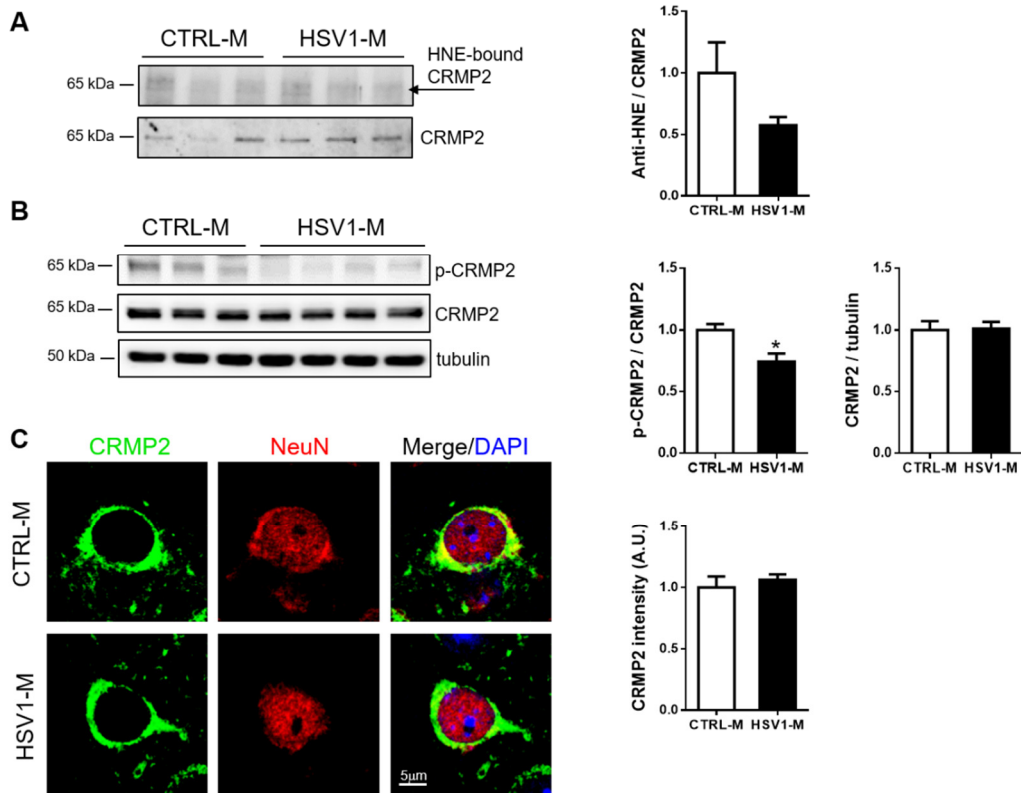 A
CTRL-M HSV1-M
HNE-bound
CRMP2
65 kDa
65 kDa
CRMP2
Anti-HNE / CRMP2
1.5
1.0
0.5
0.0
CTRL-M HSV1-M
B
CTRL-M HSV1-M
65 kDa
p-CRMP2
65 kDa
CRMP2
50 kDa
tubulin
p-CRMP2 / CRMP2
1.5
1.0
0.5
0.0
*
CTRL-M HSV1-M
CRMP2 / tubulin
1.5
1.0
0.5
0.0
CTRL-M HSV1-M
C
CRMP2 NeuN Merge/DAPI
CTRL-M
HSV1-M
5μm
CRMP2 intensity (A.U.)
1.5
1.0
0.5
0.0
CTRL-M HSV1-M